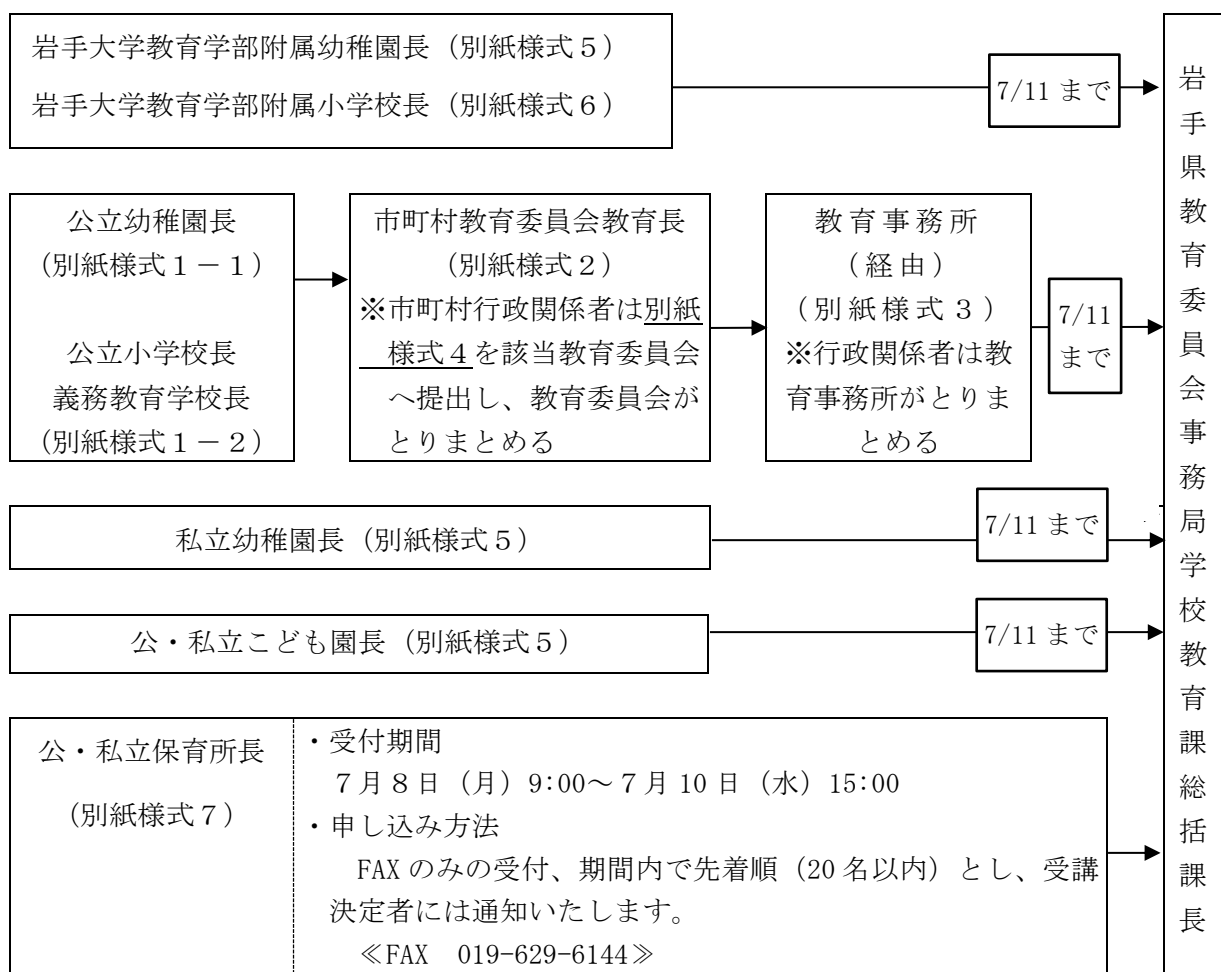 岩手大学教育学部附属幼稚園長（別紙様式５）
岩手大学教育学部附属小学校長（別紙様式６）
7/11 まで
公立幼稚園長
（別紙様式１－１）
公立小学校長
義務教育学校長
（別紙様式１－２）
市町村教育委員会教育長
（別紙様式２）
※市町村行政関係者は別紙
様式４を該当教育委員会
へ提出し、教育委員会が
とりまとめる
教育事務所
（経由）
（別紙様式３）
※行政関係者は教
育事務所がとりま
とめる
7/11
まで
私立幼稚園長（別紙様式５）
7/11 まで
公・私立こども園長（別紙様式５）
7/11 まで
公・私立保育所長
（別紙様式７）
・受付期間
７月８日（月）9:00～７月 10 日（水）15:00
・申し込み方法
FAX のみの受付、期間内で先着順（20 名以内）とし、受講
決定者には通知いたします。
≪FAX　019-629-6144≫
岩手県教育委員会事務局学校教育課総括課長